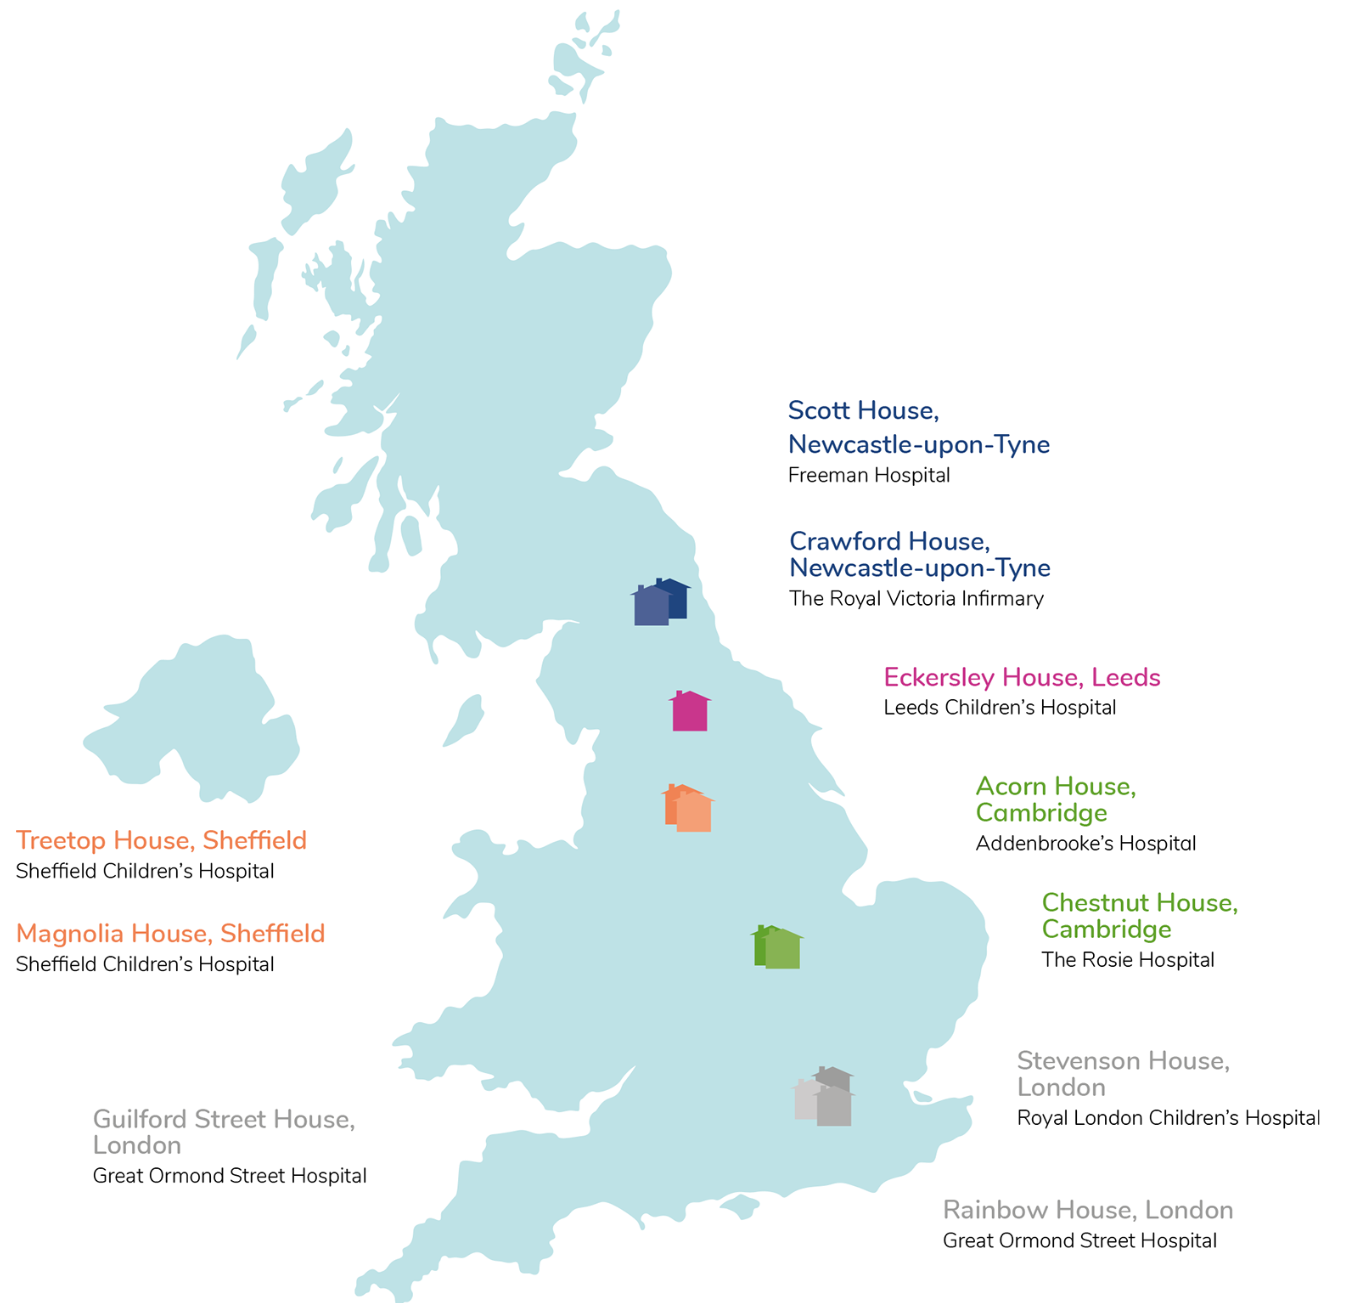 Scott House,
Newcastle-upon-Tyne
Freeman Hospital
Crawford House,
Newcastle-upon-Tyne
The Royal Victoria Infirmary
Eckersley House, Leeds
Leeds Children’s Hospital
Acorn House,
Cambridge
Addenbrooke’s Hospital
Treetop House, Sheffield
Sheffield Children’s Hospital
Chestnut House,
Cambridge
The Rosie Hospital
Magnolia House, Sheffield
Sheffield Children’s Hospital
Stevenson House,
London
Royal London Children’s Hospital
Guilford Street House,
London
Great Ormond Street Hospital
Rainbow House, London
Great Ormond Street Hospital